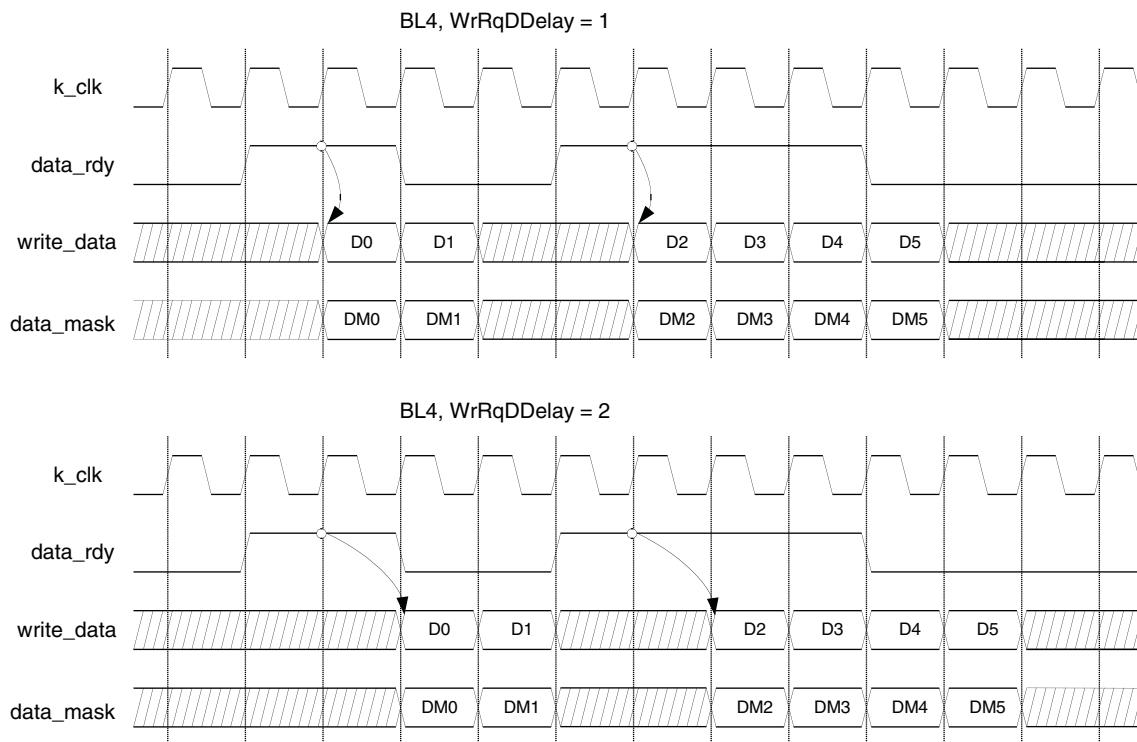 BL4, WrRqDDelay = 1
k_clk
data_rdy
write_data D0 D1 D2 D3 D4 D5
data_mask DM0 DM1 DM2 DM3 DM4 DM5
BL4, WrRqDDelay = 2
k_clk
data_rdy
write_data D0 D1 D2 D3 D4 D5
data_mask DM0 DM1 DM2 DM3 DM4 DM5